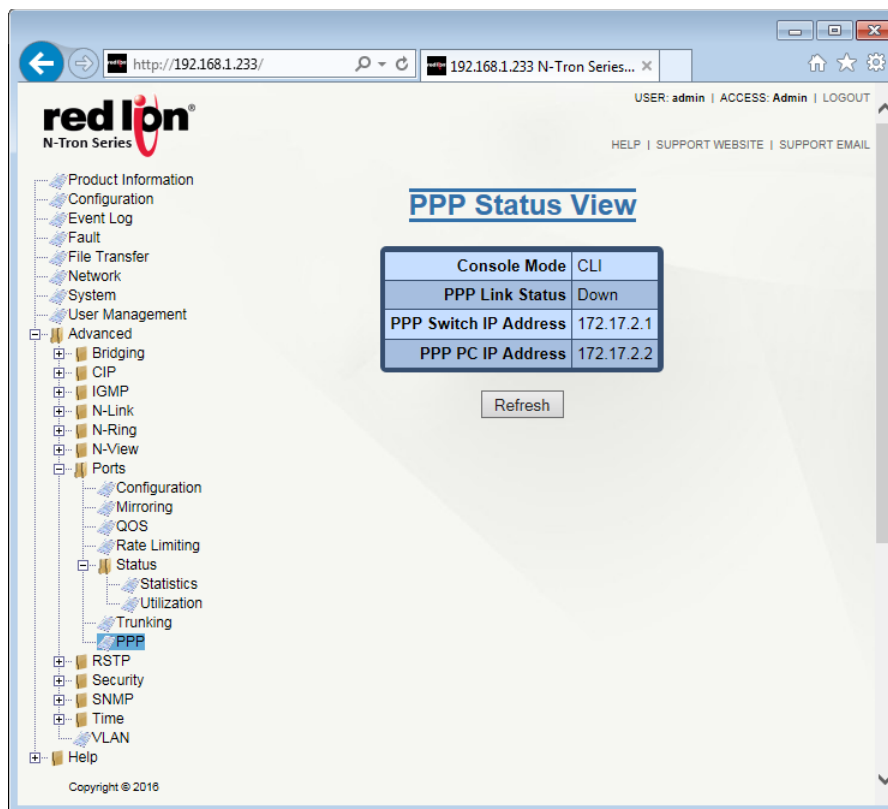 http://192.168.1.233/
192.168.1.233 N-Tron Series...
USER: admin | ACCESS: Admin | LOGOUT
red lion®
N-Tron Series
HELP | SUPPORT WEBSITE | SUPPORT EMAIL
Product Information
Configuration
Event Log
Fault
File Transfer
Network
System
User Management
Advanced
Bridging
CIP
IGMP
N-Link
N-Ring
N-View
Ports
Configuration
Mirroring
QOS
Rate Limiting
Status
Statistics
Utilization
Trunking
PPP
RSTP
Security
SNMP
Time
VLAN
Help
Copyright © 2016
PPP Status View
Console Mode CLI
PPP Link Status Down
PPP Switch IP Address 172.17.2.1
PPP PC IP Address 172.17.2.2
Refresh